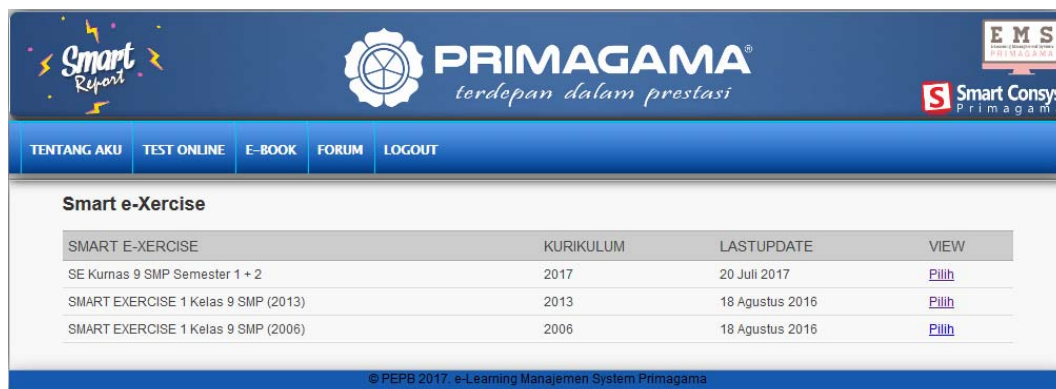 Smart
Report
PRIMAGAMA®
terdepan dalam prestasi
E M S
PRIMAGAMA
S Smart Consys
Primagam
TENTANG AKU TEST ONLINE E-BOOK FORUM LOGOUT
Smart e-Xercise
SMART E-XERCISE KURIKULUM LASTUPDATE VIEW
SE Kurnas 9 SMP Semester 1 + 2 2017 20 Juli 2017 Pilih
SMART EXERCISE 1 Kelas 9 SMP (2013) 2013 18 Agustus 2016 Pilih
SMART EXERCISE 1 Kelas 9 SMP (2006) 2006 18 Agustus 2016 Pilih
© PEPB 2017. e-Learning Manajemen System Primagama